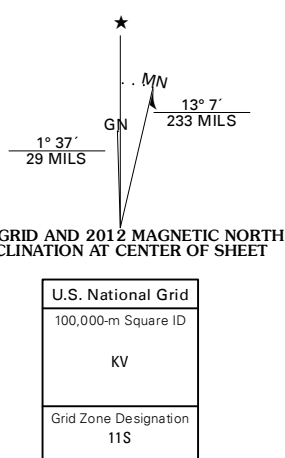 ★
MN
GN
13° 7´
233 MILS
1° 37´
29 MILS
GRID AND 2012 MAGNETIC NORTH
CLINATION AT CENTER OF SHEET
U.S. National Grid
100,000-m Square ID
KV
Grid Zone Designation
11S